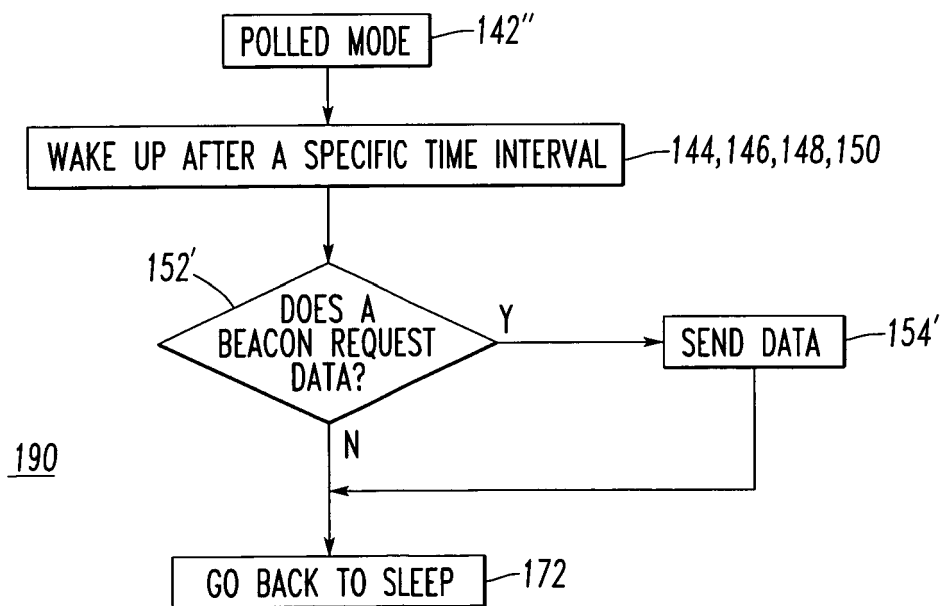 POLLED MODE
142"
WAKE UP AFTER A SPECIFIC TIME INTERVAL
144,146,148,150
152'
DOES A
BEACON REQUEST
DATA?
Y
SEND DATA
154'
N
190
GO BACK TO SLEEP
172